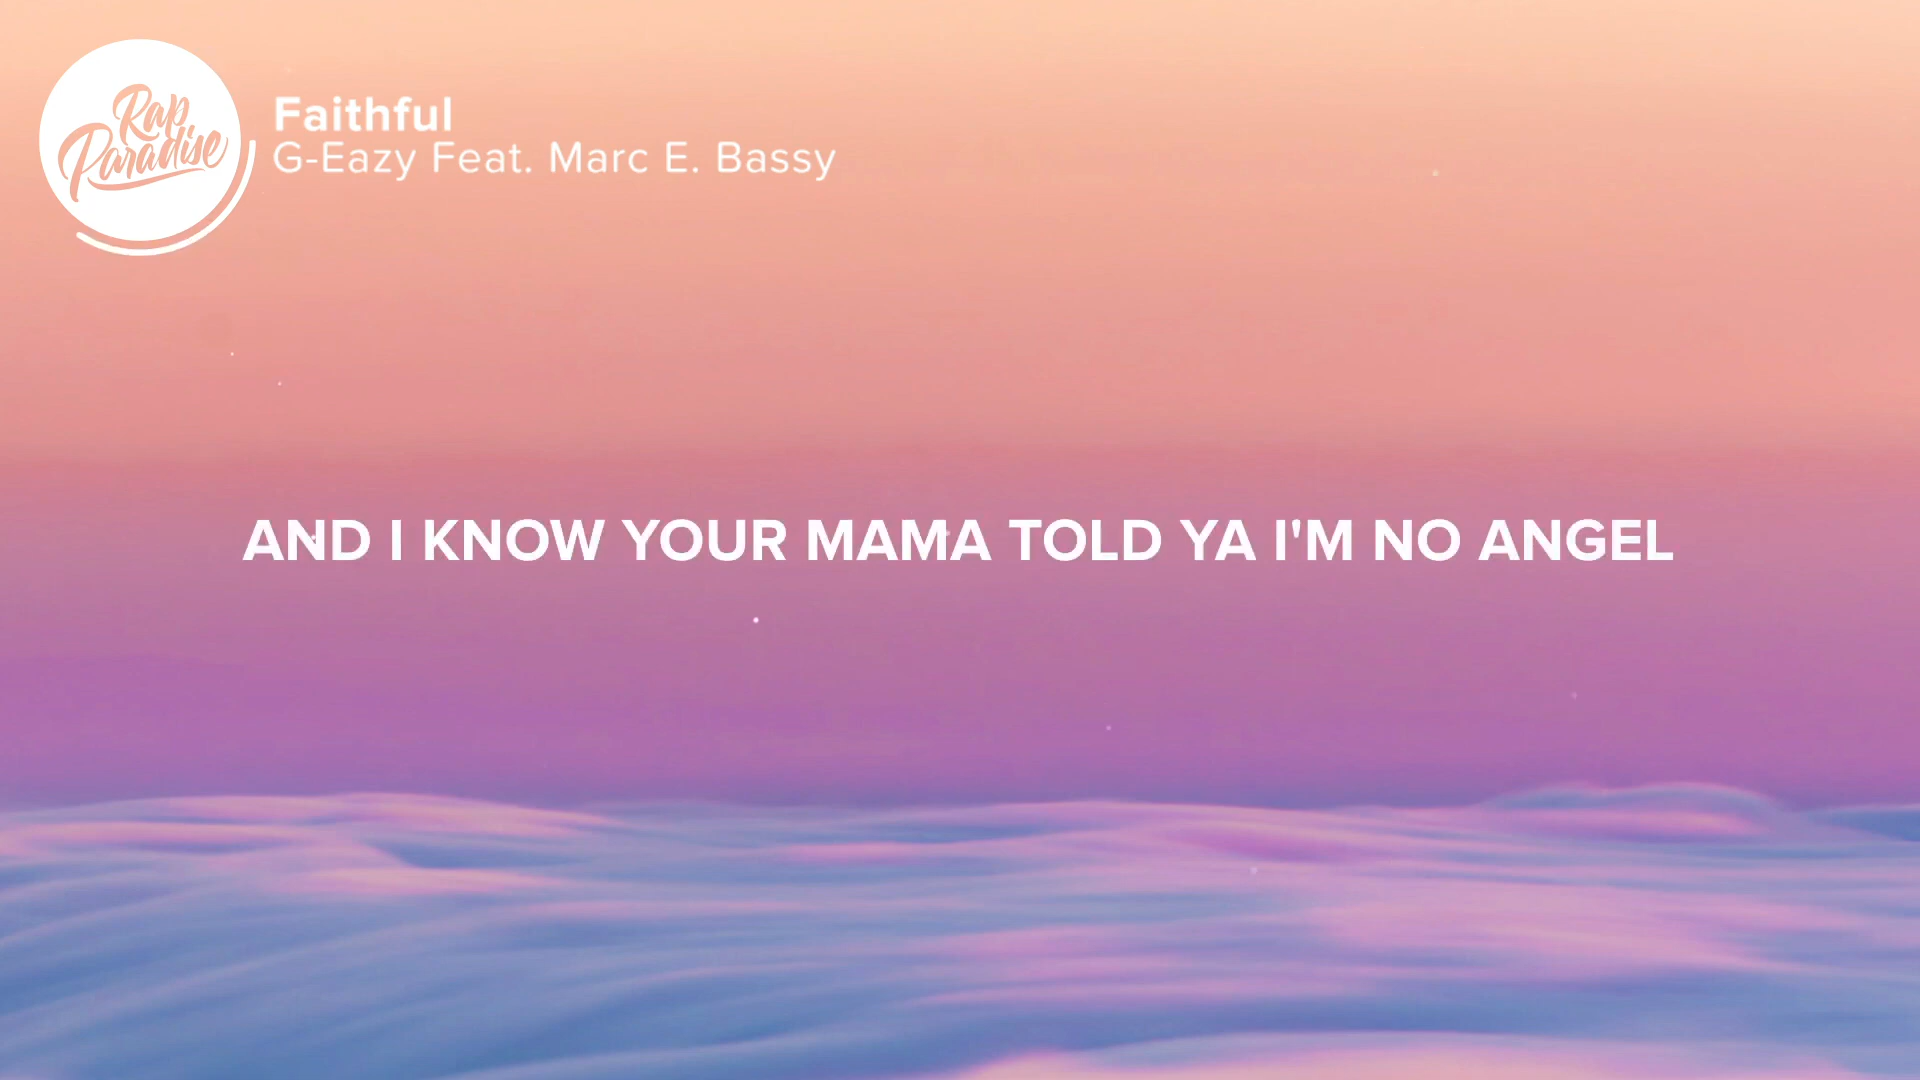 Rap
Paradise
Faithful
G-Eazy Feat. Marc E. Bassy
AND I KNOW YOUR MAMA TOLD YA I'M NO ANGEL